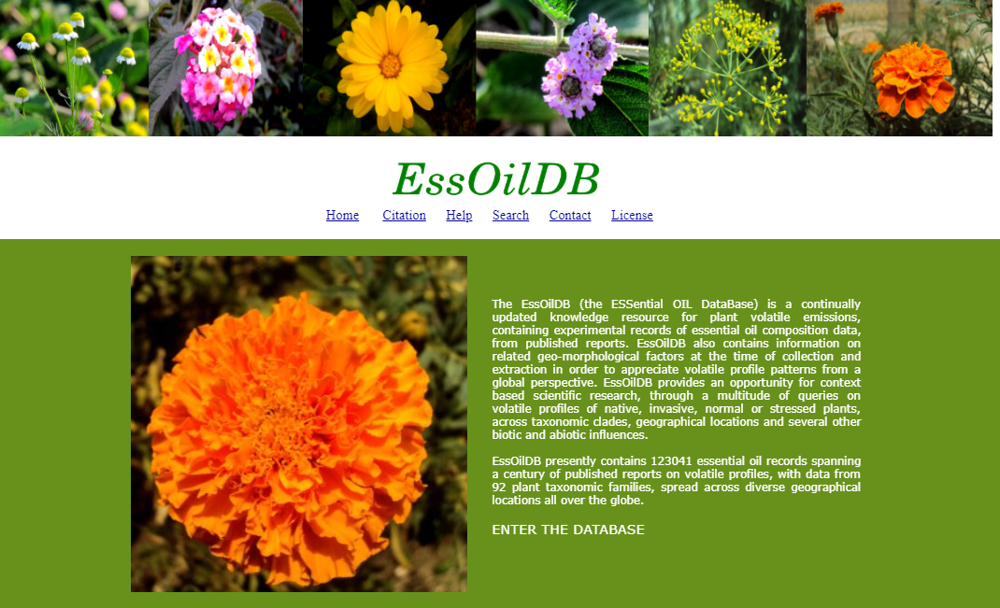 EssOilDB
Home Citation Help Search Contact License
The EssOilDB (the ESSential OIL DataBase) is a continually
updated knowledge resource for plant volatile emissions,
containing experimental records of essential oil composition data,
from published reports. EssOilDB also contains information on
related geo-morphological factors at the time of collection and
extraction in order to appreciate volatile profile patterns from a
global perspective. EssOilDB provides an opportunity for context
based scientific research, through a multitude of queries on
volatile profiles of native, invasive, normal or stressed plants,
across taxonomic clades, geographical locations and several other
biotic and abiotic influences.
EssOilDB presently contains 123041 essential oil records spanning
a century of published reports on volatile profiles, with data from
92 plant taxonomic families, spread across diverse geographical
locations all over the globe.
ENTER THE DATABASE